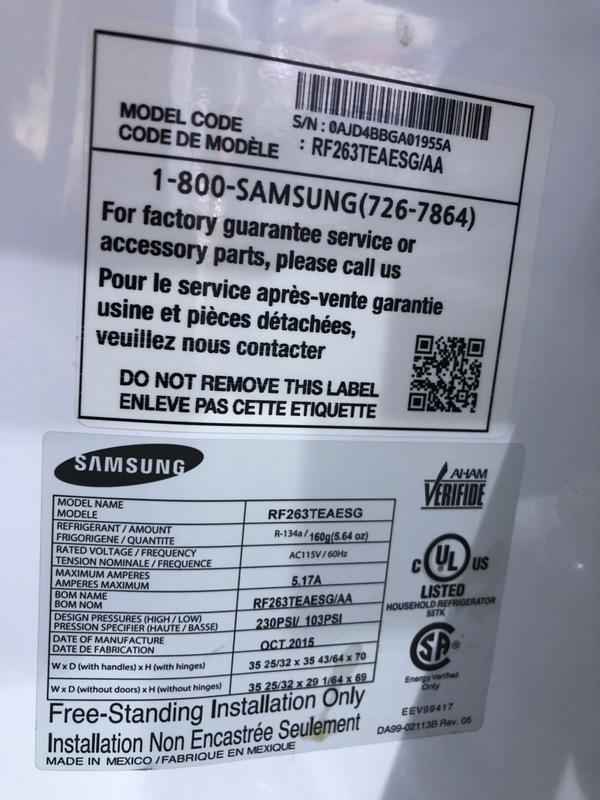 S/N : 0AJD4BBGA01955A
MODEL CODE
CODE DE MODÈLE : RF263TEAESG/AA
1-800-SAMSUNG(726-7864)
For factory guarantee service or
accessory parts, please call us
Pour le service après-vente garantie
usine et pièces détachées,
veuillez nous contacter
DO NOT REMOVE THIS LABEL
ENLEVE PAS CETTE ETIQUETTE
SAMSUNG
AHAM
VERIFIDE
MODEL NAME
MODELE
RF263TEAESG
REFRIGERANT / AMOUNT
FRIGORIGENE / QUANTITE
R-134a / 160g(5.64 oz)
RATED VOLTAGE / FREQUENCY
TENSION NOMINALE / FREQUENCE
AC115V / 60Hz
MAXIMUM AMPERES
AMPERES MAXIMUM
5.17A
BOM NAME
BOM NOM
RF263TEAESG/AA
DESIGN PRESSURES (HIGH / LOW)
PRESSION SPECIFIER (HAUTE / BASSE)
230PSI/ 103PSI
DATE OF MANUFACTURE
DATE DE FABRICATION
OCT.2015
W x D (with handles) x H (with hinges)
35 25/32 x 35 43/64 x 70
W x D (without doors) x H (without hinges)
35 25/32 x 29 1/64 x 69
C UL US
LISTED
HOUSEHOLD REFRIGERATOR
55TK
SA ®
Energy Verified
Only
Free-Standing Installation Only
Installation Non Encastrée Seulement
MADE IN MEXICO / FABRIQUE EN MEXIQUE
EEV99417
DA99-02113B Rev. 05